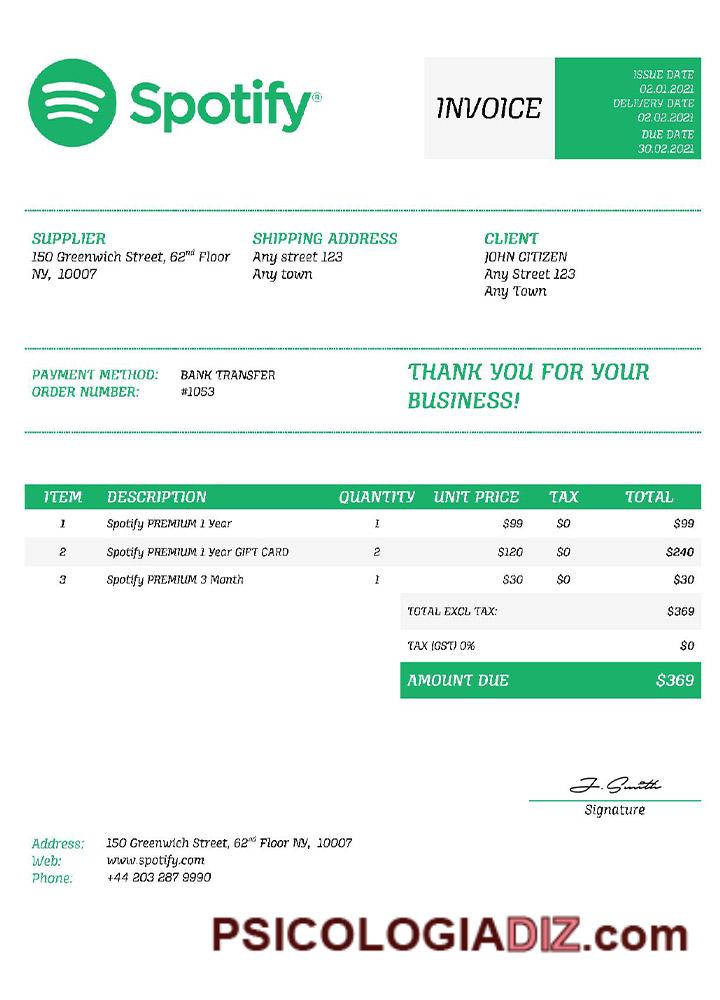 Spotify®
INVOICE
ISSUE DATE
02.01.2021
DELIVERY DATE
02.02.2021
DUE DATE
30.02.2021
SUPPLIER
150 Greenwich Street, 62nd Floor
NY, 10007
SHIPPING ADDRESS
Any street 123
Any town
CLIENT
JOHN CITIZEN
Any Street 123
Any Town
PAYMENT METHOD: BANK TRANSFER
ORDER NUMBER: #1053
THANK YOU FOR YOUR
BUSINESS!
ITEM DESCRIPTION QUANTITY UNIT PRICE TAX TOTAL
1 Spotify PREMIUM 1 Year 1 $99 $0 $99
2 Spotify PREMIUM 1 Year GIFT CARD 2 $120 $0 $240
3 Spotify PREMIUM 3 Month 1 $30 $0 $30
TOTAL EXCL TAX: $369
TAX (GST) 0% $0
AMOUNT DUE $369
J. Smith
Signature
Address: 150 Greenwich Street, 62nd Floor NY, 10007
Web: www.spotify.com
Phone: +44 203 287 9990
PSICOLOGIADIZ.com